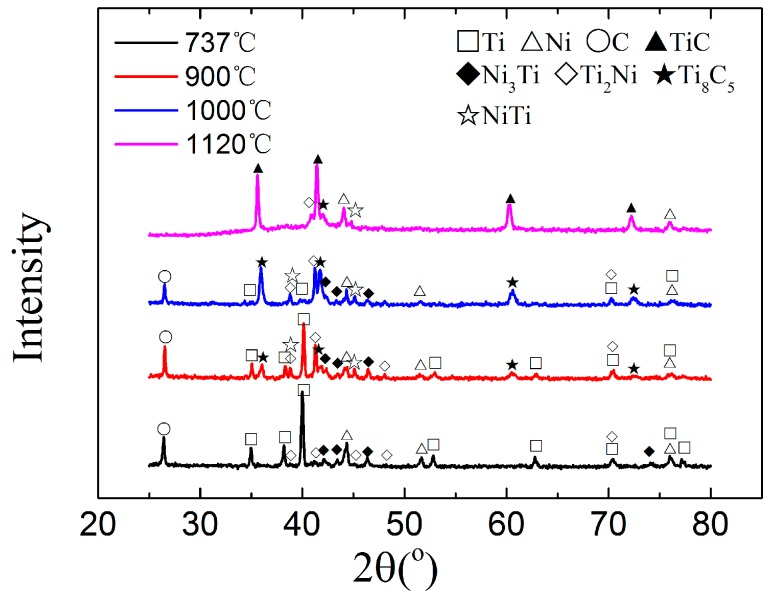 737℃
900℃
1000℃
1120℃
□Ti △Ni ○C ▲TiC
◆Ni₃Ti ◇Ti₂Ni ★Ti₈C₅
☆NiTi
Intensity
20 30 40 50 60 70 80
2θ(°)